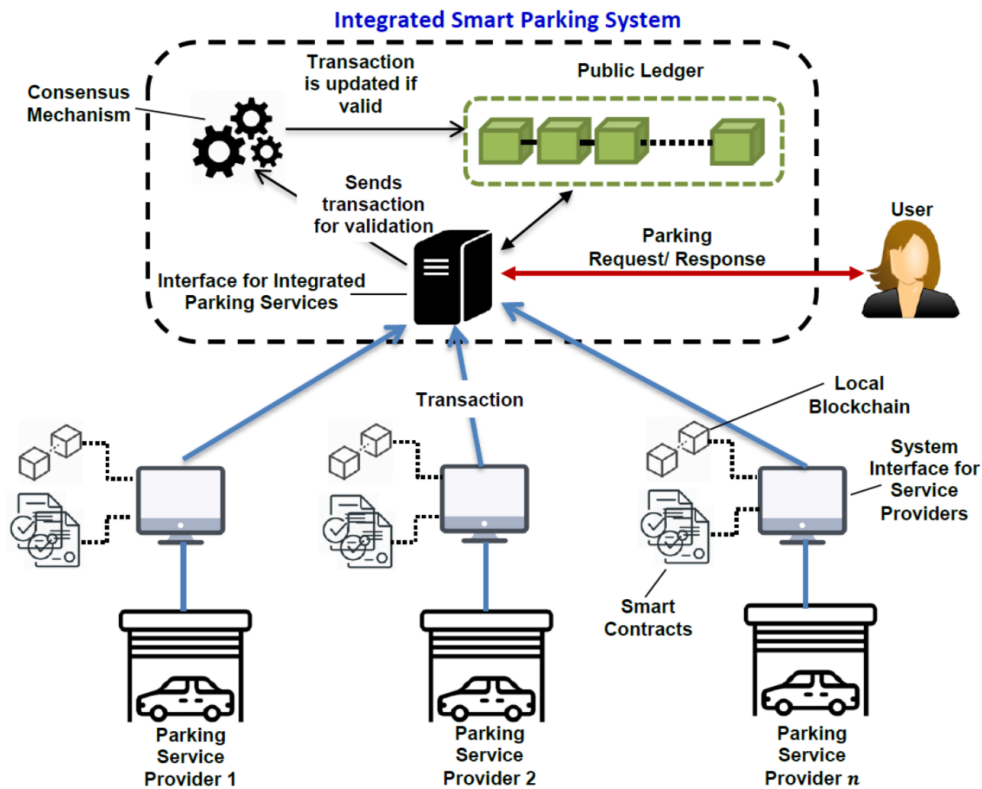 Integrated Smart Parking System
Transaction
is updated if
valid
Public Ledger
Consensus
Mechanism
Sends
transaction
for validation
User
Parking
Request/ Response
Interface for Integrated
Parking Services
Transaction
Local
Blockchain
System
Interface for
Service
Providers
Smart
Contracts
Parking
Service
Provider 1
Parking
Service
Provider 2
Parking
Service
Provider n